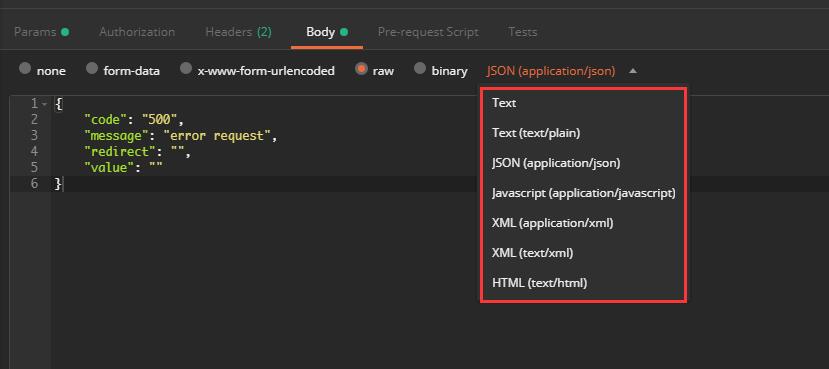 Params Authorization Headers (2) Body Pre-request Script Tests
none form-data x-www-form-urlencoded raw binary JSON (application/json)
1 {
2 "code": "500",
3 "message": "error request",
4 "redirect": "",
5 "value": ""
6 }
Text
Text (text/plain)
JSON (application/json)
Javascript (application/javascript)
XML (application/xml)
XML (text/xml)
HTML (text/html)